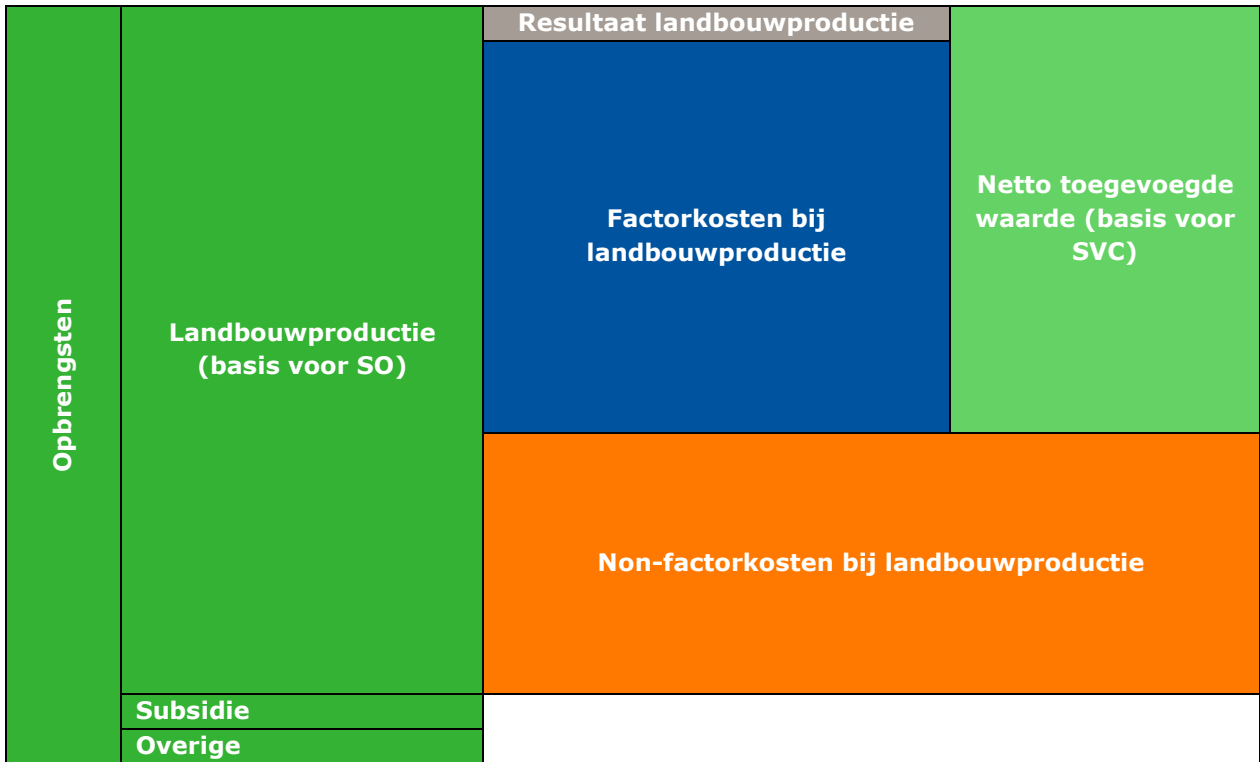 Opbrengsten
Landbouwproductie
(basis voor SO)
Subsidie
Overige
Resultaat landbouwproductie
Factorkosten bij
landbouwproductie
Netto toegevoegde
waarde (basis voor
SVC)
Non-factorkosten bij landbouwproductie